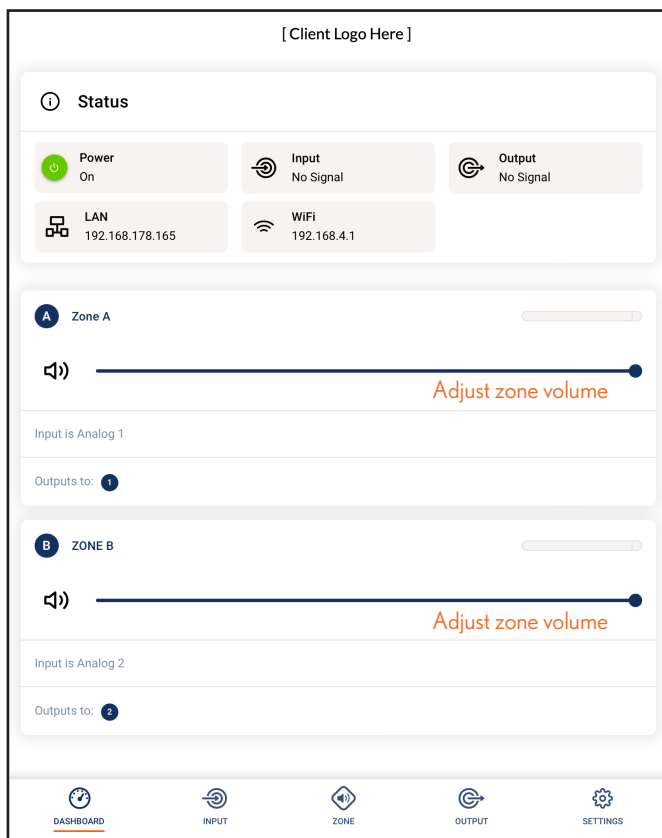 [ Client Logo Here ]
Status
Power
On
Input
No Signal
Output
No Signal
LAN
192.168.178.165
WiFi
192.168.4.1
A Zone A
Adjust zone volume
Input is Analog 1
Outputs to: 1
B ZONE B
Adjust zone volume
Input is Analog 2
Outputs to: 2
DASHBOARD INPUT ZONE OUTPUT SETTINGS